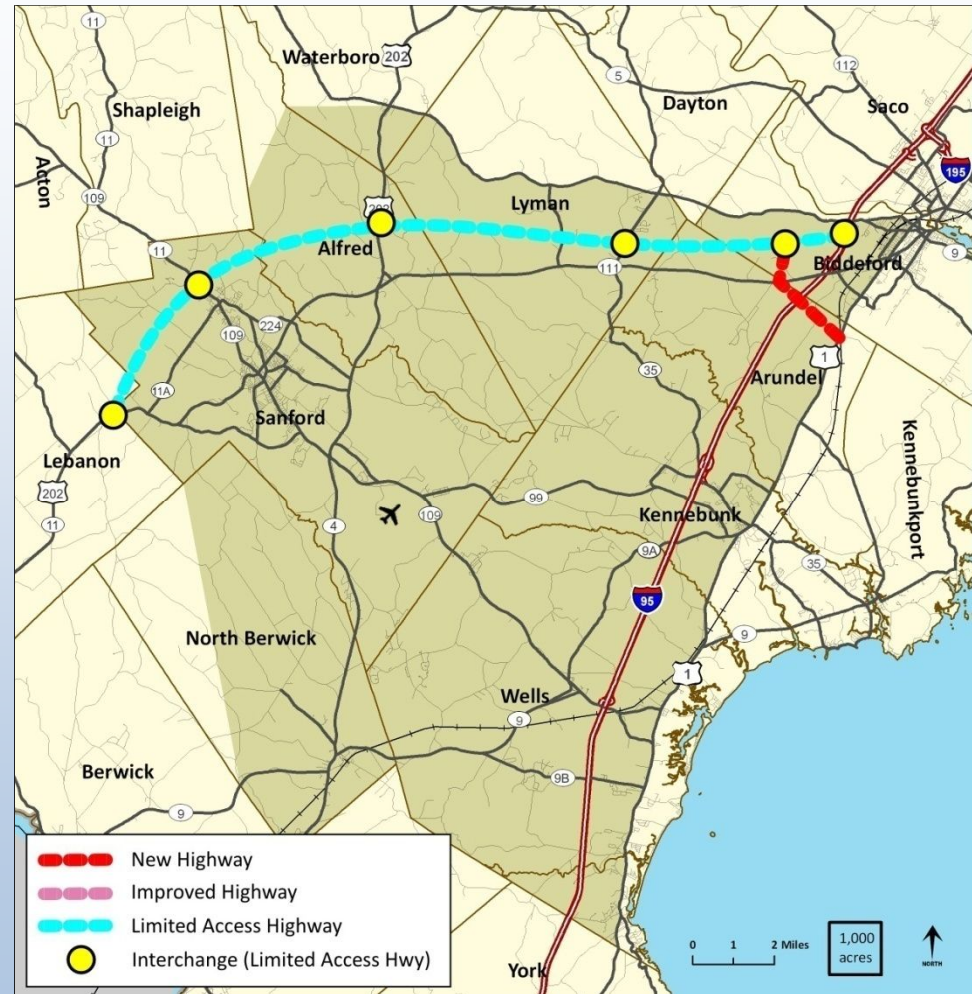 11
Waterboro
202
5
112
Shapleigh
Dayton
Saco
11
195
Acton
109
202
Lyman
11
Alfred
Biddeford
9
111
109
224
1
35
Arundel
11A
Sanford
Lebanon
202
11
Kennebunkport
99
109
Kennebunk
4
9A
35
95
North Berwick
9
1
Wells
9
9B
Berwick
9
New Highway
Improved Highway
Limited Access Highway
Interchange (Limited Access Hwy)
0 1 2 Miles
1,000
acres
NORTH
York